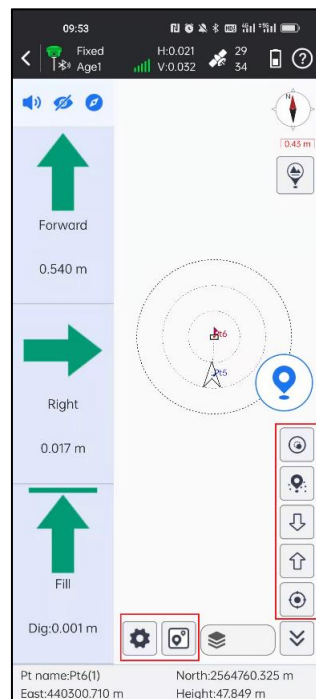 09:53
Fixed H:0.021 29
Age1 V:0.032 34
N
0.43 m
Forward
0.540 m
Pt6
Pt5
Right
0.017 m
Fill
Dig:0.001 m
Pt name:Pt6(1) North:2564760.325 m
East:440300.710 m Height:47.849 m